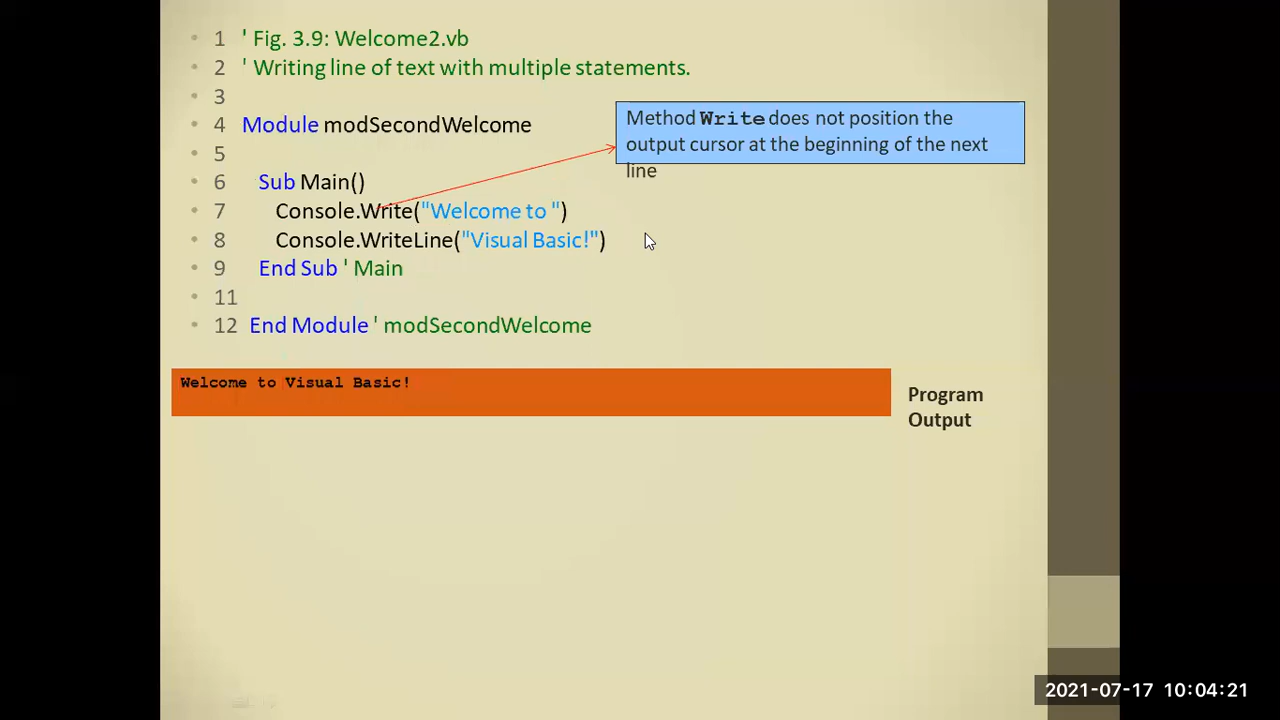 1 ' Fig. 3.9: Welcome2.vb
2 ' Writing line of text with multiple statements.
3
4 Module modSecondWelcome
5
6 Sub Main()
7 Console.Write("Welcome to ")
8 Console.WriteLine("Visual Basic!")
9 End Sub ' Main
11
12 End Module ' modSecondWelcome
Method Write does not position the
output cursor at the beginning of the next
line
Welcome to Visual Basic!
Program
Output
2021-07-17 10:04:21